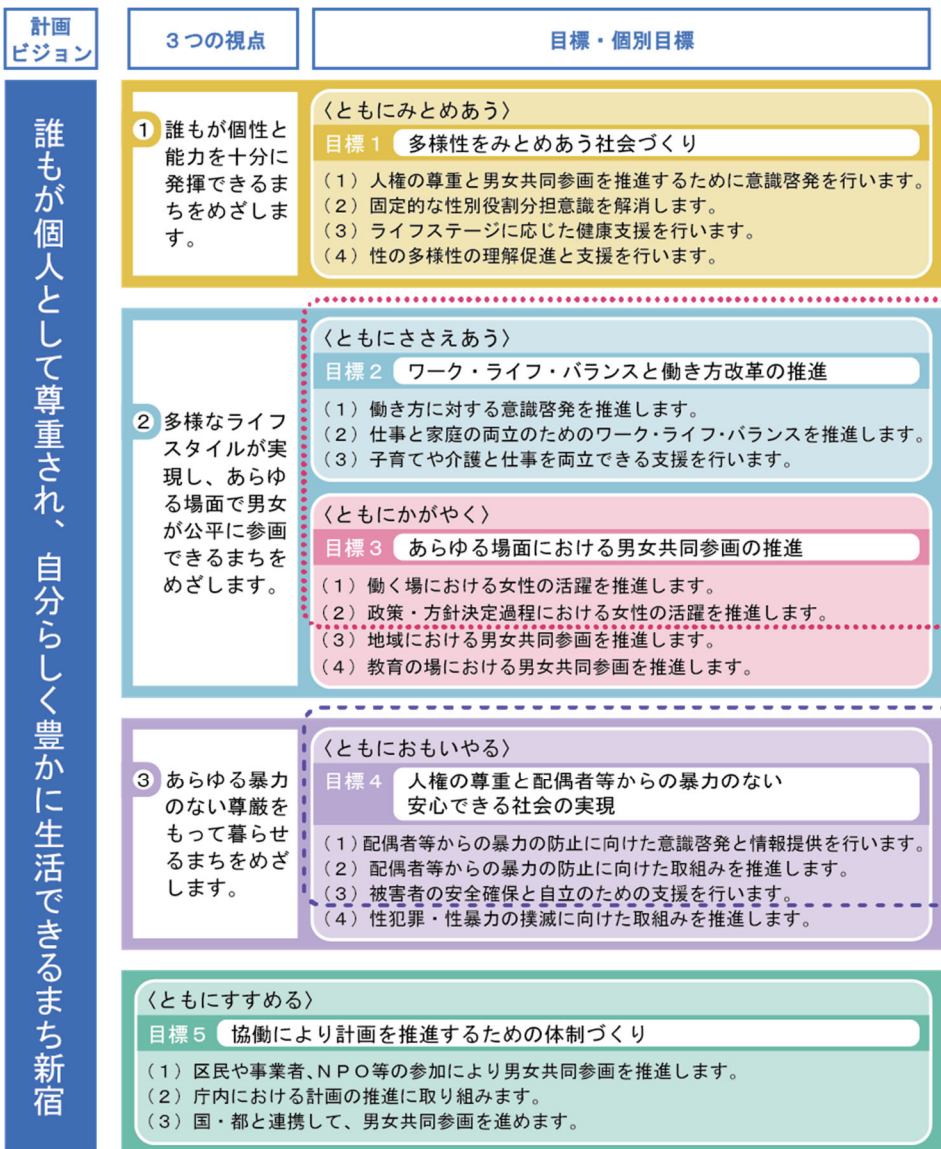 計画
ビジョン
3つの視点
目標・個別目標
誰もが個人として尊重され、自分らしく豊かに生活できるまち新宿
① 誰もが個性と
能力を十分に
発揮できるま
ちをめざしま
す。
〈ともにみとめあう〉
目標1 多様性をみとめあう社会づくり
（1）人権の尊重と男女共同参画を推進するために意識啓発を行います。
（2）固定的な性別役割分担意識を解消します。
（3）ライフステージに応じた健康支援を行います。
（4）性の多様性の理解促進と支援を行います。
② 多様なライフ
スタイルが実
現し、あらゆ
る場面で男女
が公平に参画
できるまちを
めざします。
〈ともにささえあう〉
目標2 ワーク・ライフ・バランスと働き方改革の推進
（1）働き方に対する意識啓発を推進します。
（2）仕事と家庭の両立のためのワーク・ライフ・バランスを推進します。
（3）子育てや介護と仕事を両立できる支援を行います。
〈ともにかがやく〉
目標3 あらゆる場面における男女共同参画の推進
（1）働く場における女性の活躍を推進します。
（2）政策・方針決定過程における女性の活躍を推進します。
（3）地域における男女共同参画を推進します。
（4）教育の場における男女共同参画を推進します。
③ あらゆる暴力
のない尊厳を
もって暮らせ
るまちをめざ
します。
〈ともにおもいやる〉
目標4 人権の尊重と配偶者等からの暴力のない
安心できる社会の実現
（1）配偶者等からの暴力の防止に向けた意識啓発と情報提供を行います。
（2）配偶者等からの暴力の防止に向けた取組みを推進します。
（3）被害者の安全確保と自立のための支援を行います。
（4）性犯罪・性暴力の撲滅に向けた取組みを推進します。
〈ともにすすめる〉
目標5 協働により計画を推進するための体制づくり
（1）区民や事業者、NPO等の参加により男女共同参画を推進します。
（2）庁内における計画の推進に取り組みます。
（3）国・都と連携して、男女共同参画を進めます。